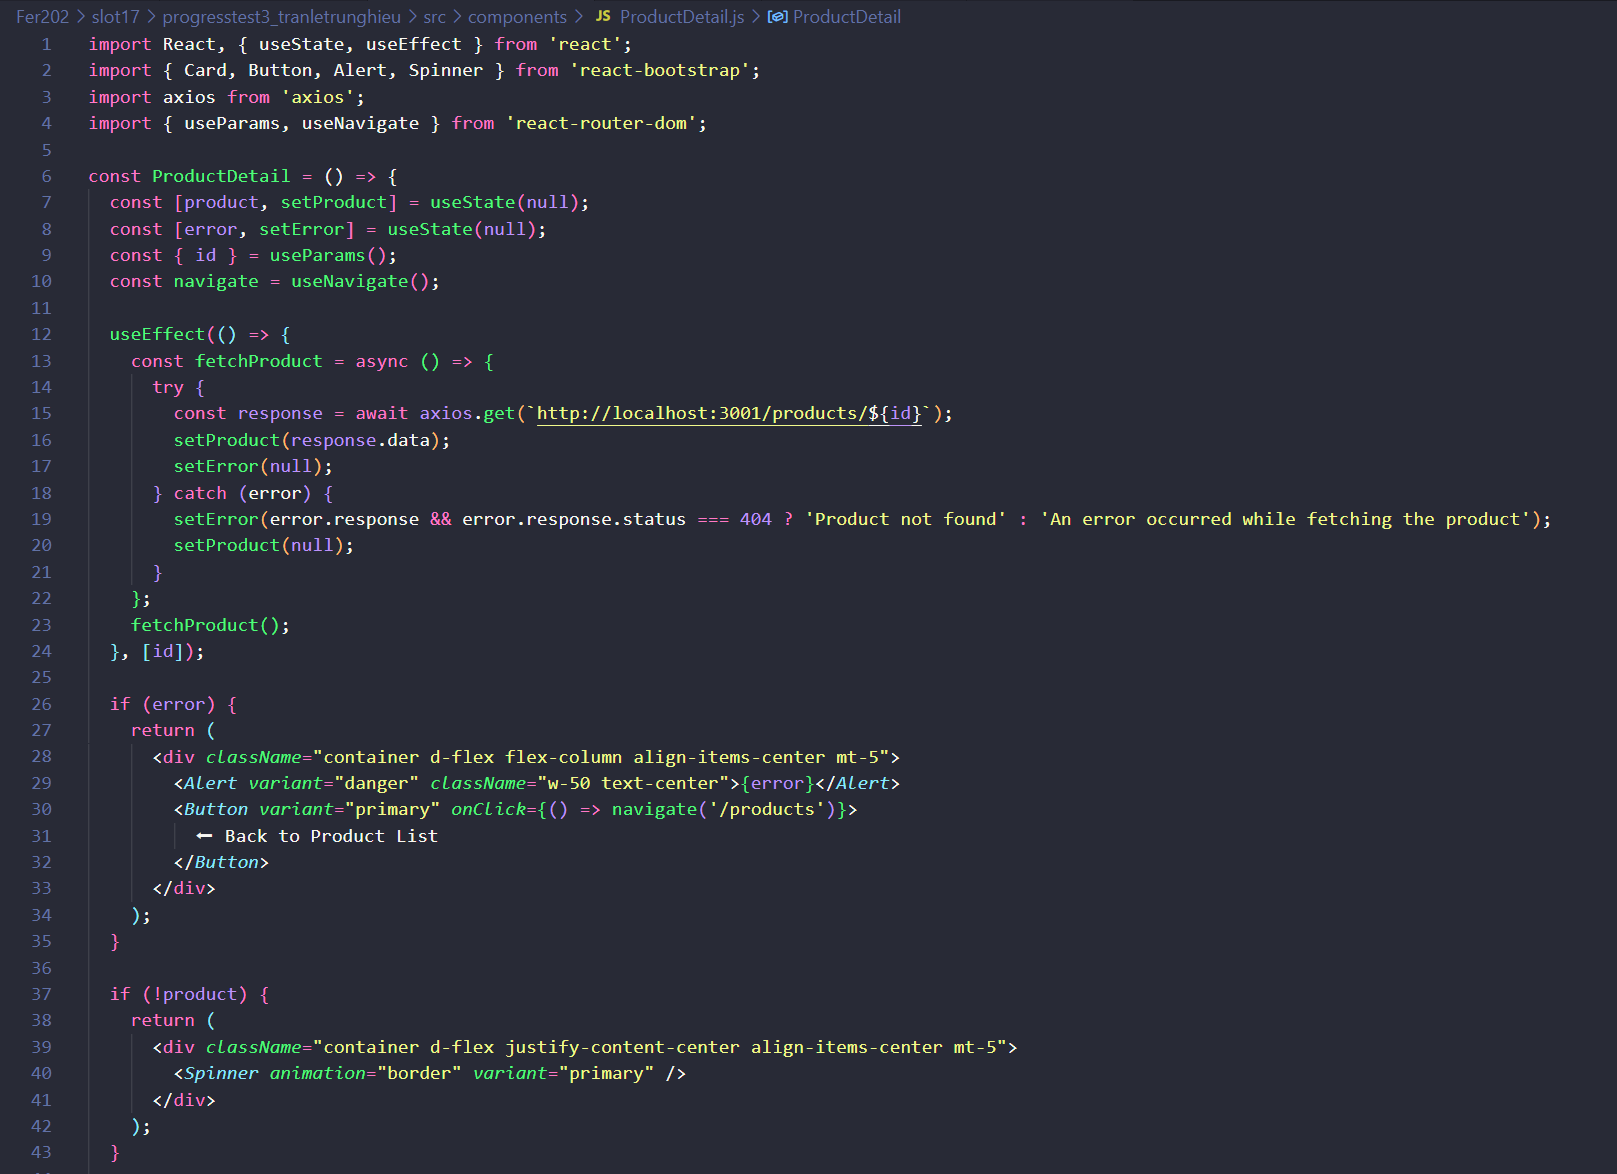 Fer202 > slot17 > progresstest3_tranletrunghieu > src > components > JS ProductDetail.js > ProductDetail
1 import React, { useState, useEffect } from 'react';
2 import { Card, Button, Alert, Spinner } from 'react-bootstrap';
3 import axios from 'axios';
4 import { useParams, useNavigate } from 'react-router-dom';
5
6 const ProductDetail = () => {
7   const [product, setProduct] = useState(null);
8   const [error, setError] = useState(null);
9   const { id } = useParams();
10   const navigate = useNavigate();
11
12   useEffect(() => {
13     const fetchProduct = async () => {
14       try {
15         const response = await axios.get(`http://localhost:3001/products/${id}`);
16         setProduct(response.data);
17         setError(null);
18       } catch (error) {
19         setError(error.response && error.response.status === 404 ? 'Product not found' : 'An error occurred while fetching the product');
20         setProduct(null);
21       }
22     };
23     fetchProduct();
24   }, [id]);
25
26   if (error) {
27     return (
28       <div className="container d-flex flex-column align-items-center mt-5">
29         <Alert variant="danger" className="w-50 text-center">{error}</Alert>
30         <Button variant="primary" onClick={() => navigate('/products')}>
31           ← Back to Product List
32         </Button>
33       </div>
34     );
35   }
36
37   if (!product) {
38     return (
39       <div className="container d-flex justify-content-center align-items-center mt-5">
40         <Spinner animation="border" variant="primary" />
41       </div>
42     );
43   }